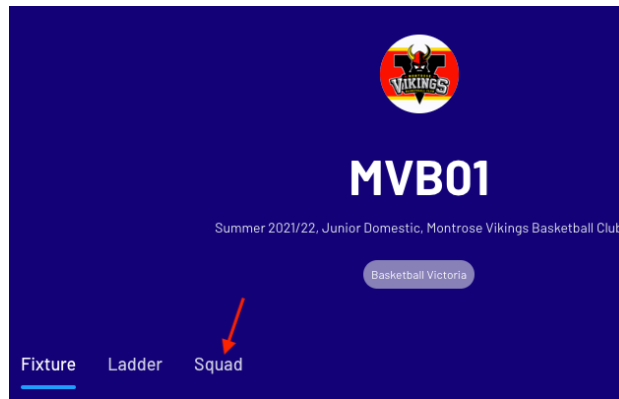 MONTROSE
VIKINGS
MVB01
Summer 2021/22, Junior Domestic, Montrose Vikings Basketball Club
Basketball Victoria
Fixture Ladder Squad